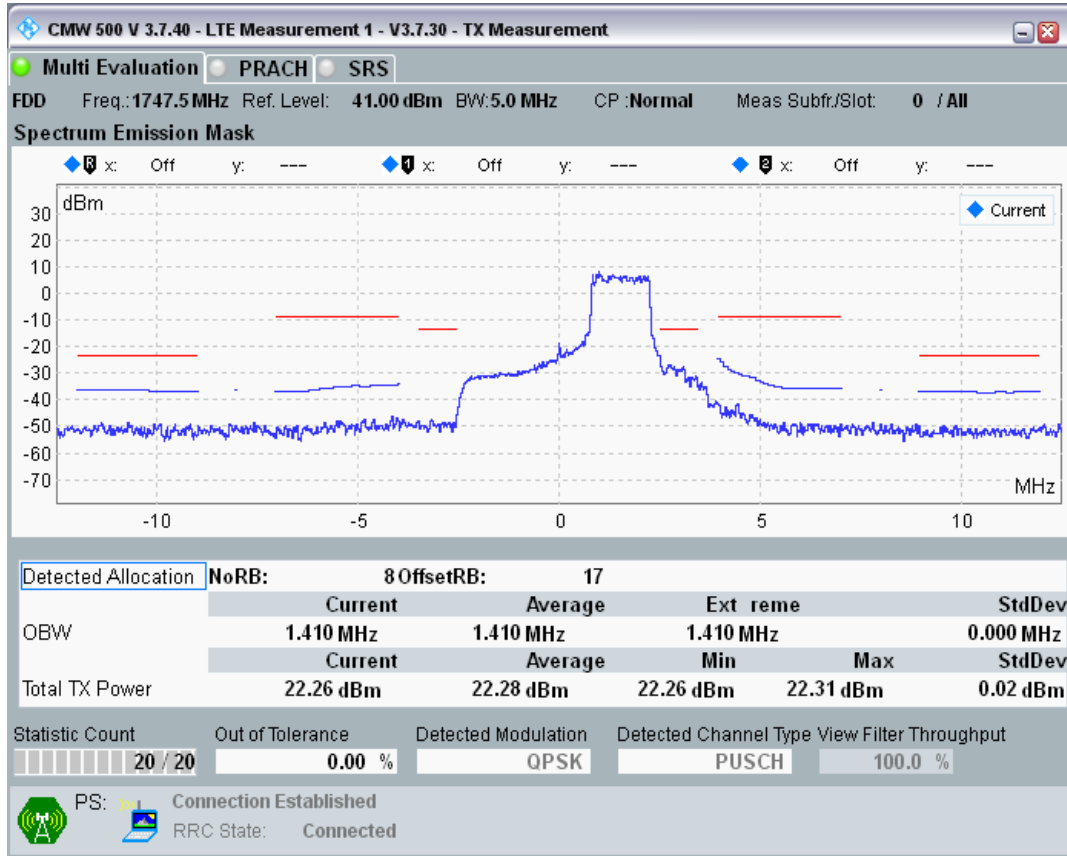 CMW 500 V 3.7.40 - LTE Measurement 1 - V3.7.30 - TX Measurement
Multi Evaluation PRACH SRS
FDD Freq.: 1747.5 MHz Ref. Level: 41.00 dBm BW: 5.0 MHz CP : Normal Meas Subfr./Slot: 0 / All
Spectrum Emission Mask
R x: Off y: --- 1 x: Off y: --- 2 x: Off y: ---
dBm
Current
30
20
10
0
-10
-20
-30
-40
-50
-60
-70
MHz
-10 -5 0 5 10
Detected Allocation NoRB: 8 OffsetRB: 17
Current Average Ext reme StdDev
OBW 1.410 MHz 1.410 MHz 1.410 MHz 0.000 MHz
Current Average Min Max StdDev
Total TX Power 22.26 dBm 22.28 dBm 22.26 dBm 22.31 dBm 0.02 dBm
Statistic Count Out of Tolerance Detected Modulation Detected Channel Type View Filter Throughput
20 / 20 0.00 % QPSK PUSCH 100.0 %
PS: Connection Established
RRC State: Connected